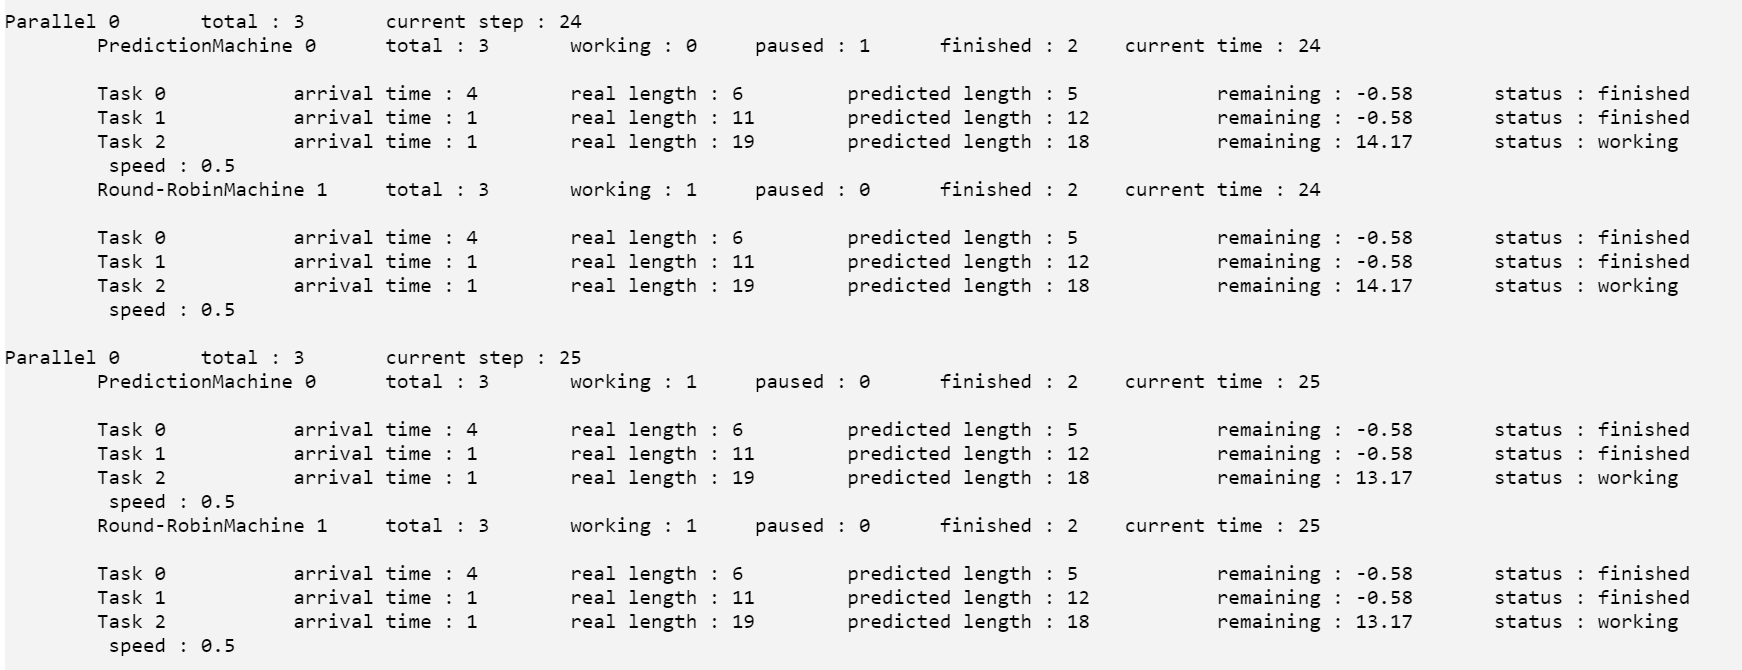 Parallel 0 total : 3 current step : 24
PredictionMachine 0 total : 3 working : 0 paused : 1 finished : 2 current time : 24
Task 0 arrival time : 4 real length : 6 predicted length : 5 remaining : -0.58 status : finished
Task 1 arrival time : 1 real length : 11 predicted length : 12 remaining : -0.58 status : finished
Task 2 arrival time : 1 real length : 19 predicted length : 18 remaining : 14.17 status : working
speed : 0.5
Round-RobinMachine 1 total : 3 working : 1 paused : 0 finished : 2 current time : 24
Task 0 arrival time : 4 real length : 6 predicted length : 5 remaining : -0.58 status : finished
Task 1 arrival time : 1 real length : 11 predicted length : 12 remaining : -0.58 status : finished
Task 2 arrival time : 1 real length : 19 predicted length : 18 remaining : 14.17 status : working
speed : 0.5
Parallel 0 total : 3 current step : 25
PredictionMachine 0 total : 3 working : 1 paused : 0 finished : 2 current time : 25
Task 0 arrival time : 4 real length : 6 predicted length : 5 remaining : -0.58 status : finished
Task 1 arrival time : 1 real length : 11 predicted length : 12 remaining : -0.58 status : finished
Task 2 arrival time : 1 real length : 19 predicted length : 18 remaining : 13.17 status : working
speed : 0.5
Round-RobinMachine 1 total : 3 working : 1 paused : 0 finished : 2 current time : 25
Task 0 arrival time : 4 real length : 6 predicted length : 5 remaining : -0.58 status : finished
Task 1 arrival time : 1 real length : 11 predicted length : 12 remaining : -0.58 status : finished
Task 2 arrival time : 1 real length : 19 predicted length : 18 remaining : 13.17 status : working
speed : 0.5